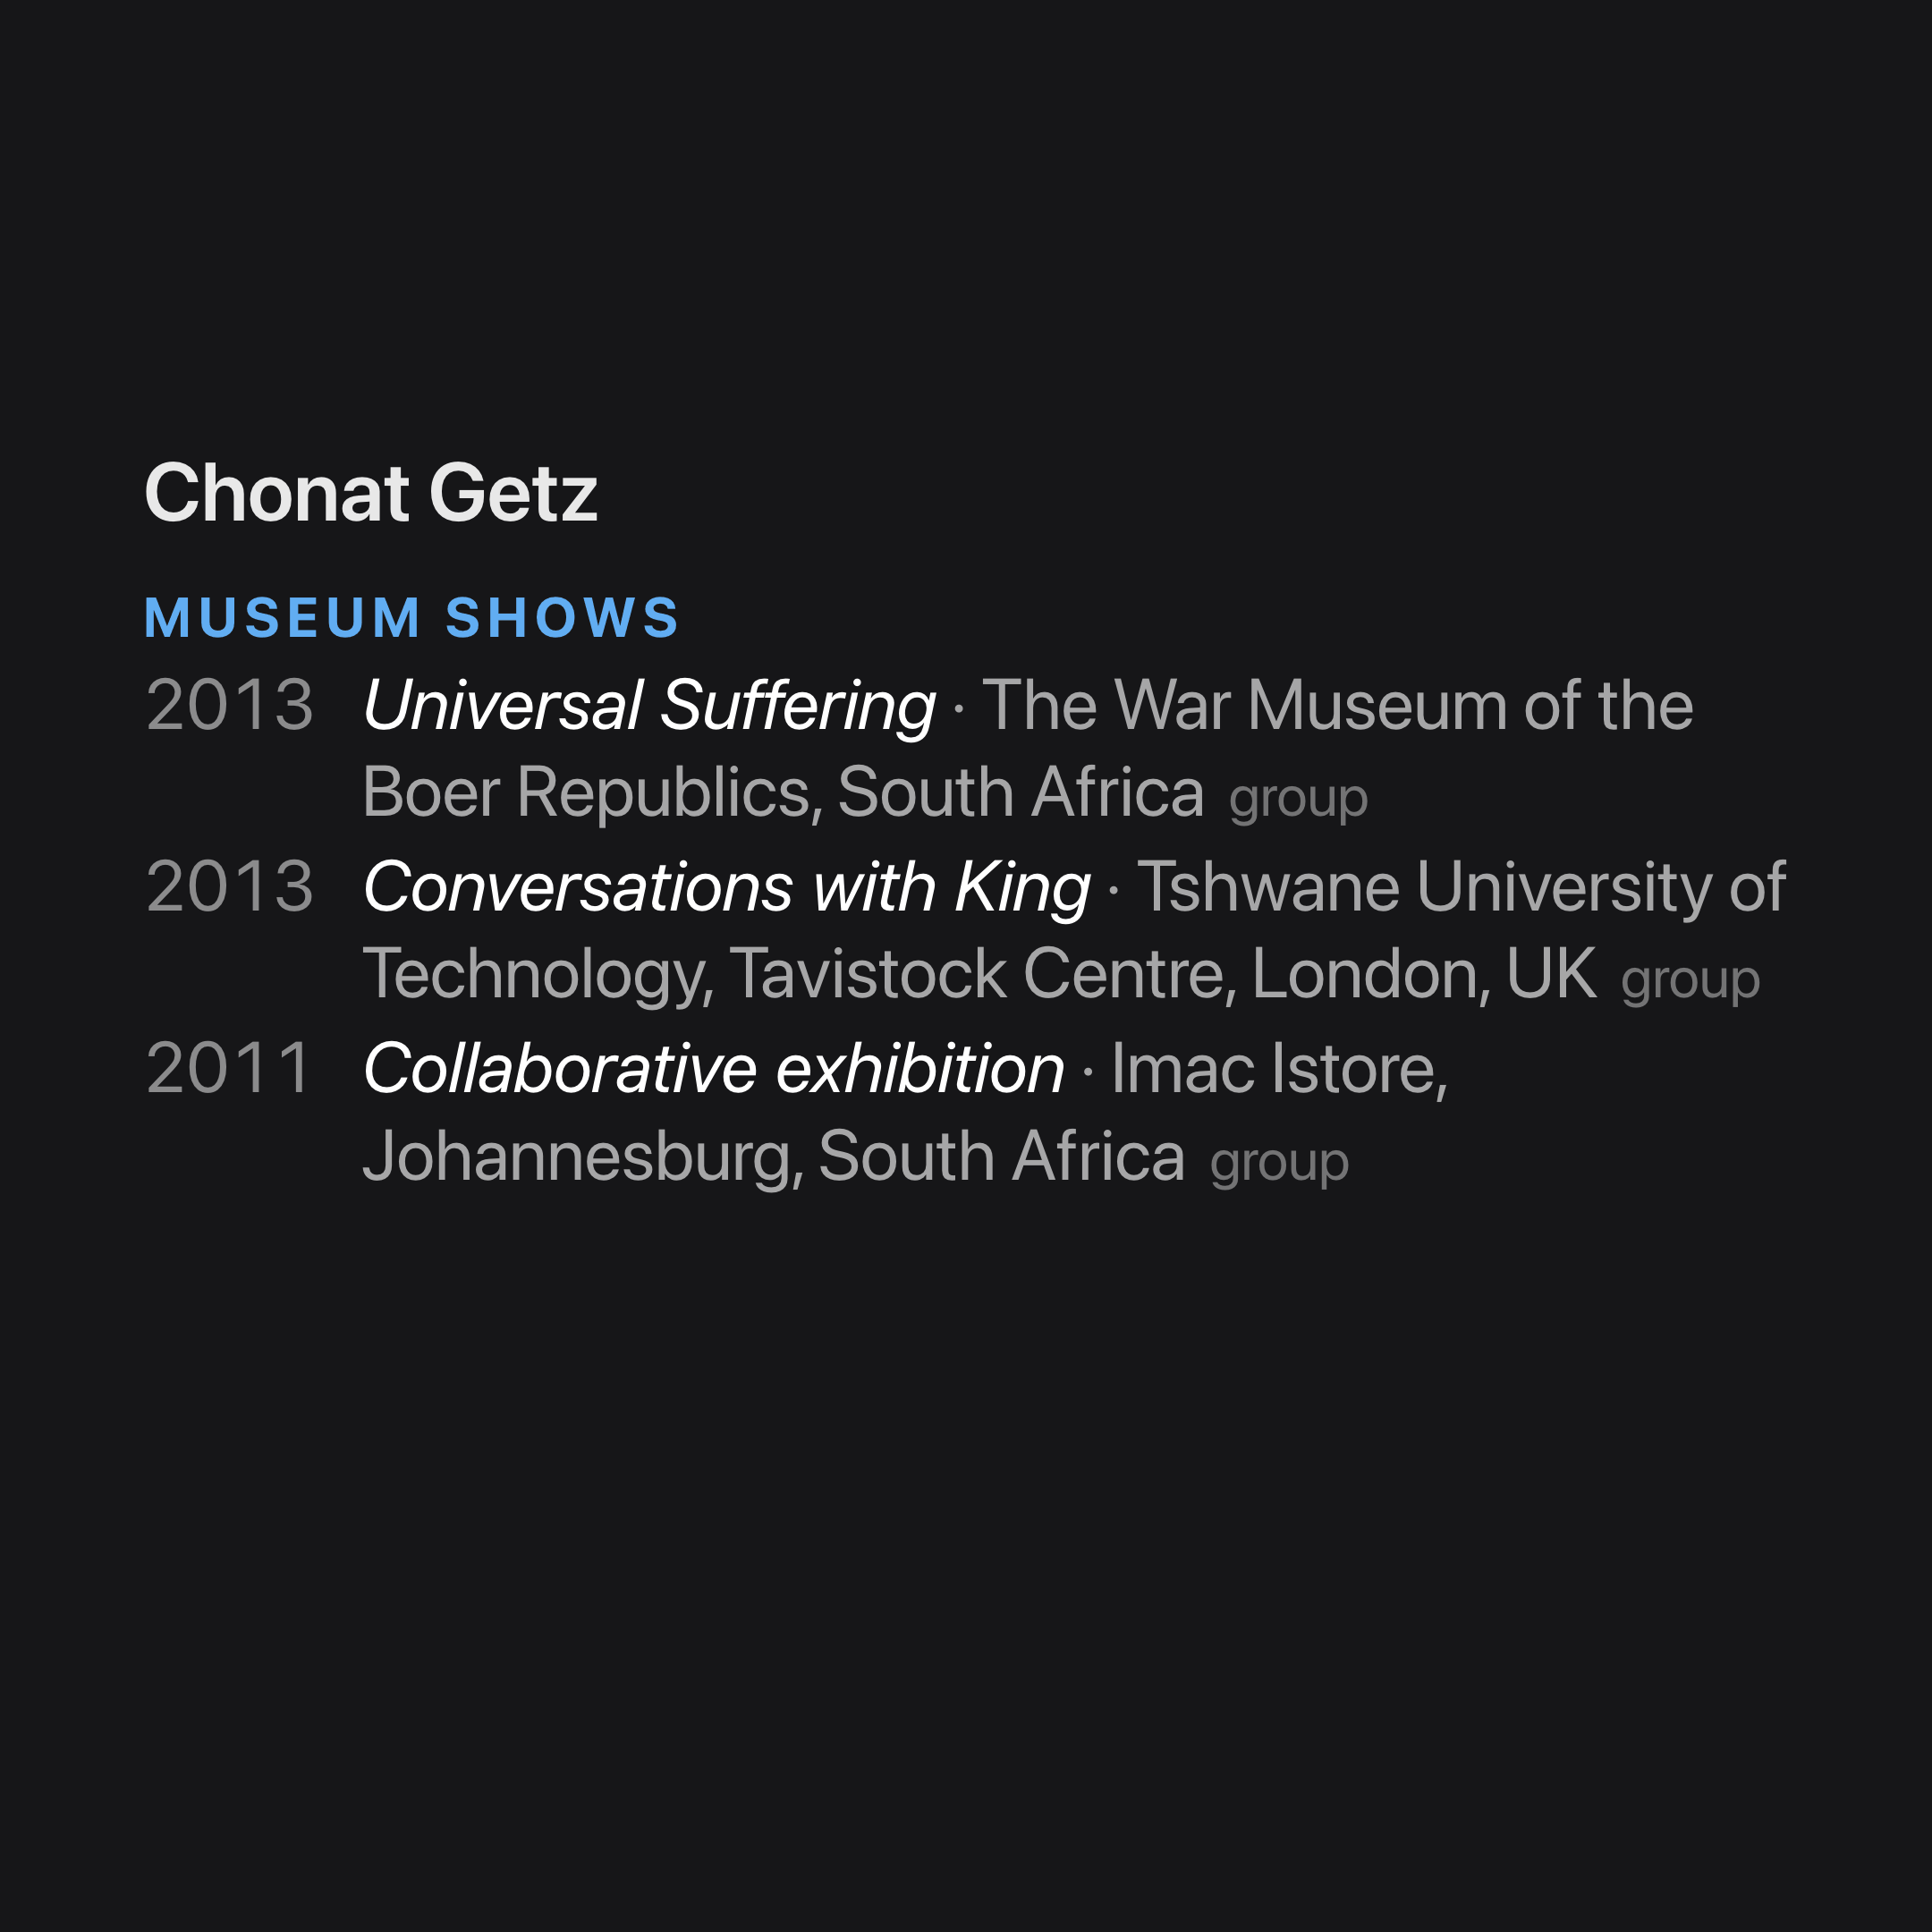 Chonat Getz
MUSEUM SHOWS
2013 Universal Suffering · The War Museum of the
Boer Republics, South Africa group
2013 Conversations with King · Tshwane University of
Technology, Tavistock Centre, London, UK group
2011 Collaborative exhibition · Imac Istore,
Johannesburg, South Africa group